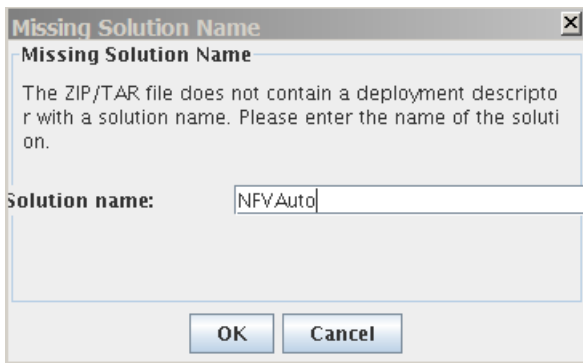 Missing Solution Name
Missing Solution Name
The ZIP/TAR file does not contain a deployment descripto
r with a solution name. Please enter the name of the soluti
on.
Solution name: NFVAuto
OK Cancel